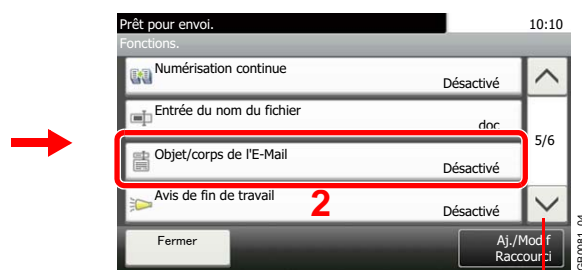 Prêt pour envoi.
10:10
Fonctions.
Numérisation continue
Désactivé
Entrée du nom du fichier
doc
5/6
Objet/corps de l'E-Mail
Désactivé
Avis de fin de travail
2
Désactivé
Fermer
Aj./Modif
Raccourci
GB0081_04